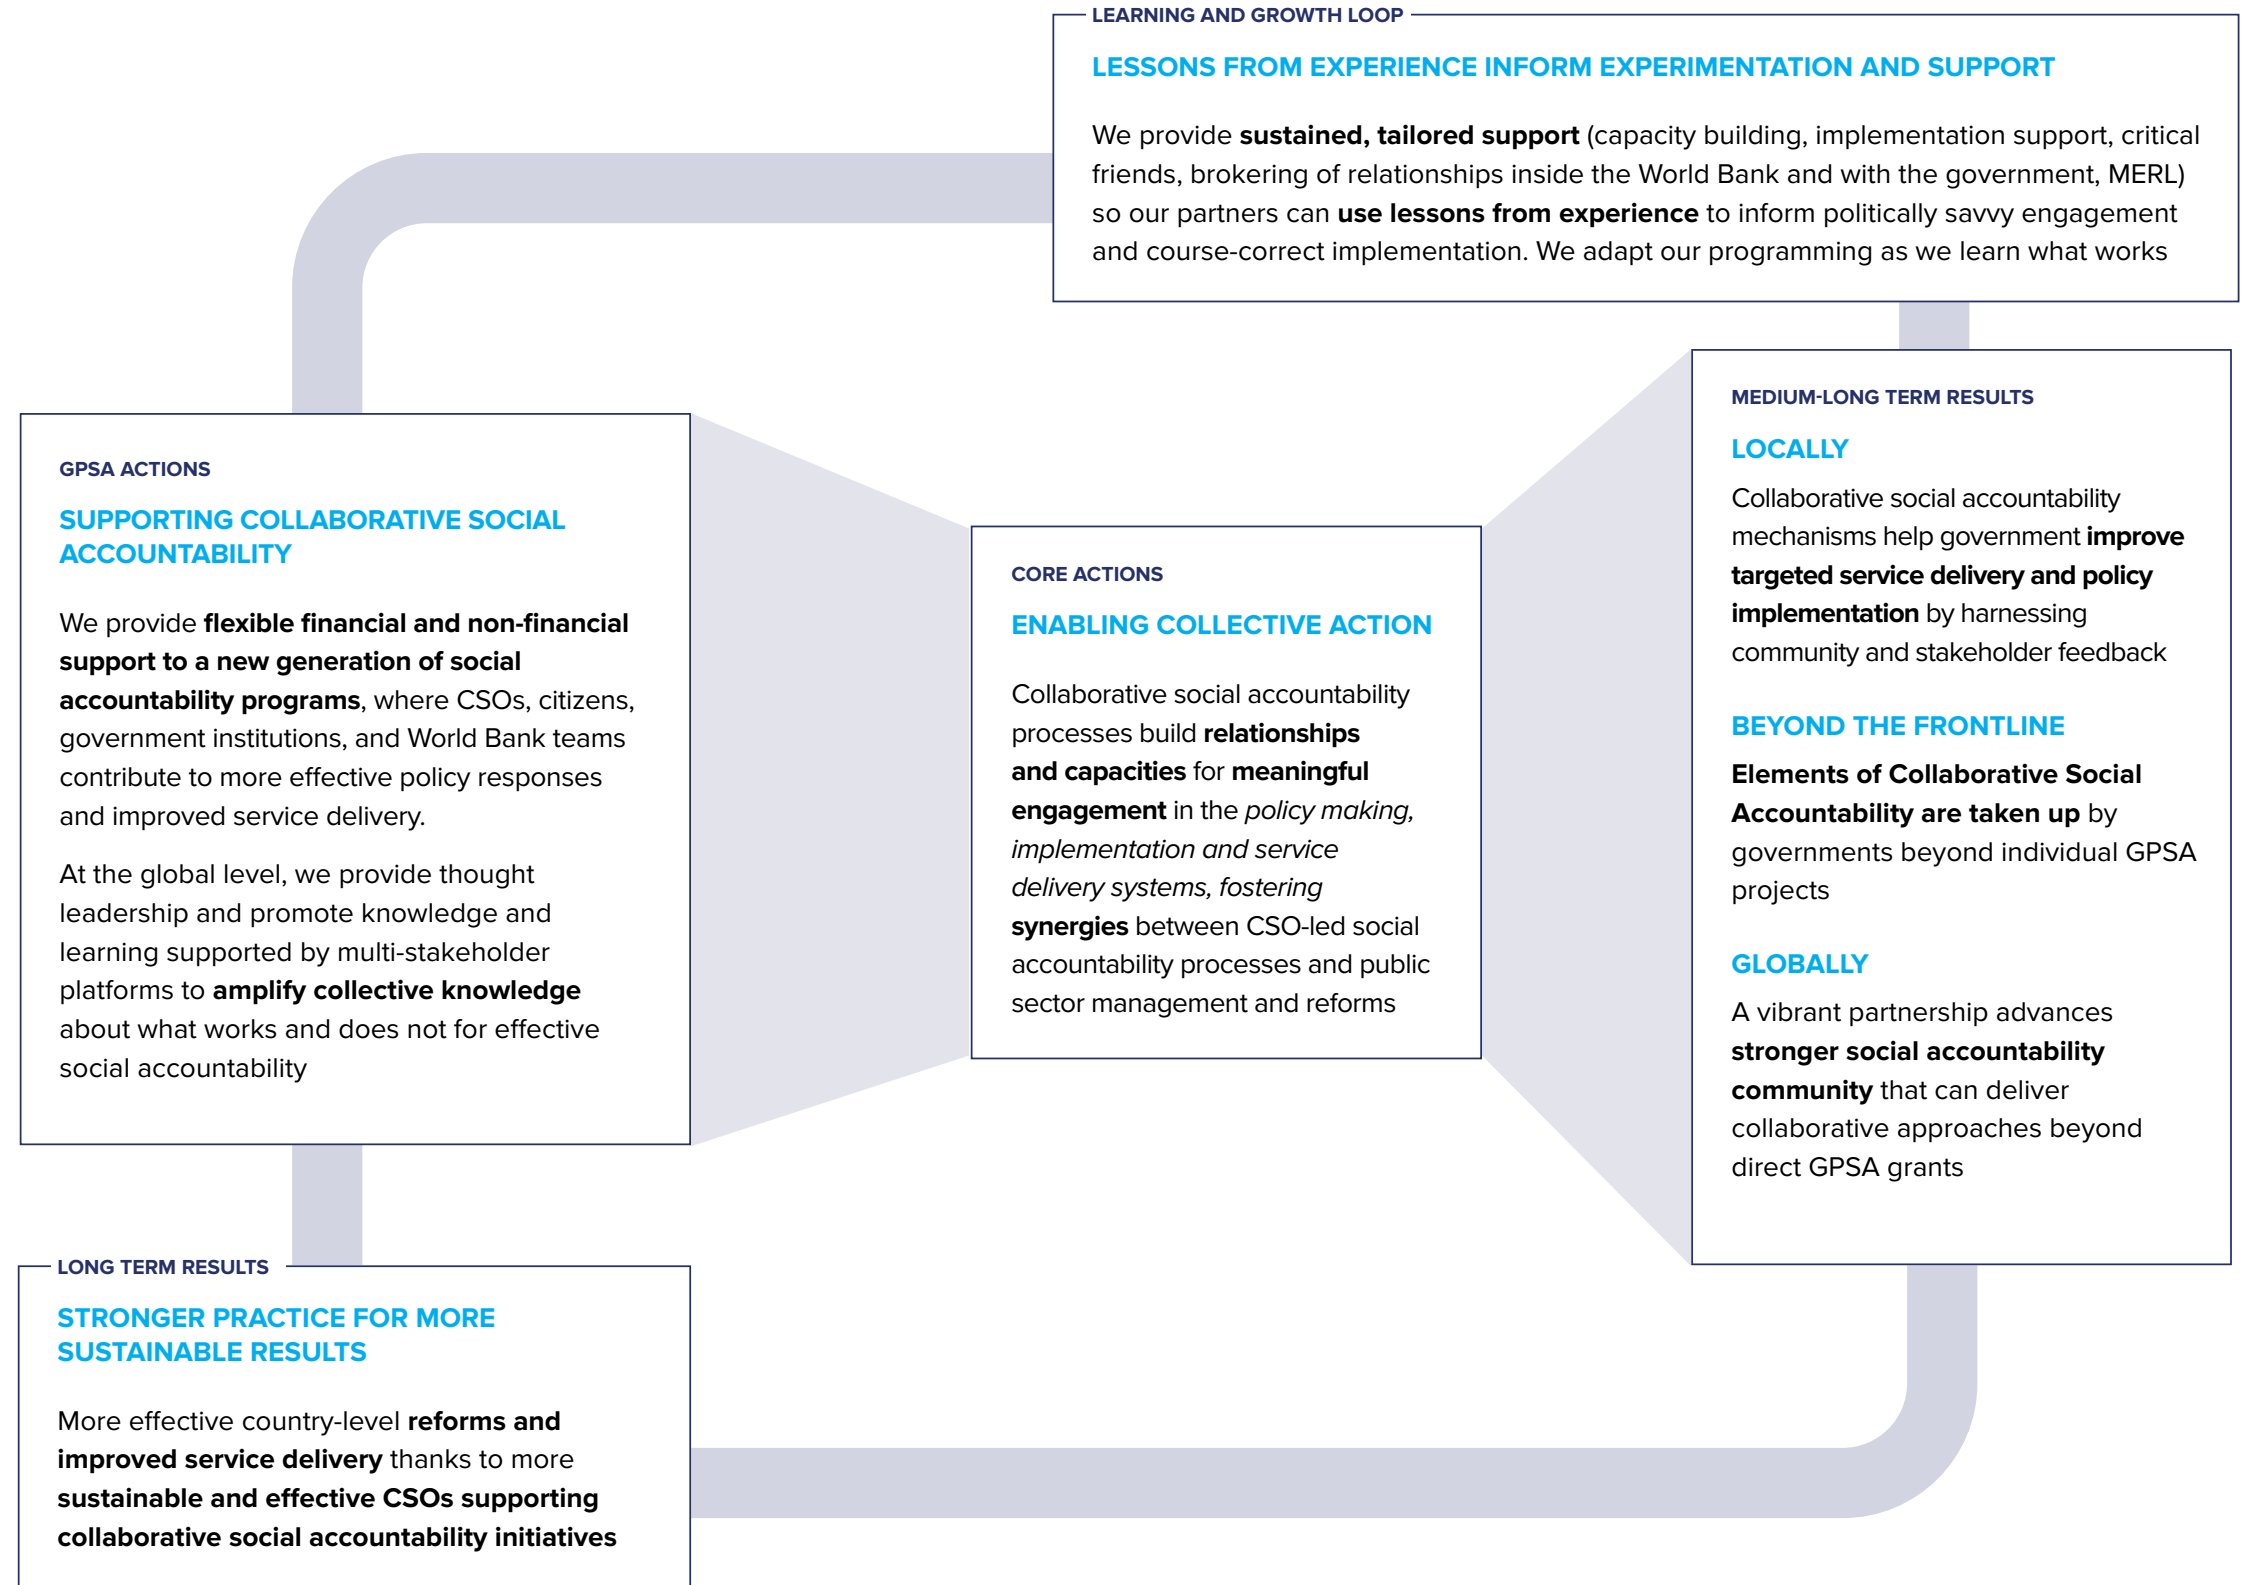 LEARNING AND GROWTH LOOP
LESSONS FROM EXPERIENCE INFORM EXPERIMENTATION AND SUPPORT
We provide sustained, tailored support (capacity building, implementation support, critical
friends, brokering of relationships inside the World Bank and with the government, MERL)
so our partners can use lessons from experience to inform politically savvy engagement
and course-correct implementation. We adapt our programming as we learn what works
GPSA ACTIONS
SUPPORTING COLLABORATIVE SOCIAL
ACCOUNTABILITY
We provide flexible financial and non-financial
support to a new generation of social
accountability programs, where CSOs, citizens,
government institutions, and World Bank teams
contribute to more effective policy responses
and improved service delivery.
At the global level, we provide thought
leadership and promote knowledge and
learning supported by multi-stakeholder
platforms to amplify collective knowledge
about what works and does not for effective
social accountability
CORE ACTIONS
ENABLING COLLECTIVE ACTION
Collaborative social accountability
processes build relationships
and capacities for meaningful
engagement in the policy making,
implementation and service
delivery systems, fostering
synergies between CSO-led social
accountability processes and public
sector management and reforms
MEDIUM-LONG TERM RESULTS
LOCALLY
Collaborative social accountability
mechanisms help government improve
targeted service delivery and policy
implementation by harnessing
community and stakeholder feedback
BEYOND THE FRONTLINE
Elements of Collaborative Social
Accountability are taken up by
governments beyond individual GPSA
projects
GLOBALLY
A vibrant partnership advances
stronger social accountability
community that can deliver
collaborative approaches beyond
direct GPSA grants
LONG TERM RESULTS
STRONGER PRACTICE FOR MORE
SUSTAINABLE RESULTS
More effective country-level reforms and
improved service delivery thanks to more
sustainable and effective CSOs supporting
collaborative social accountability initiatives